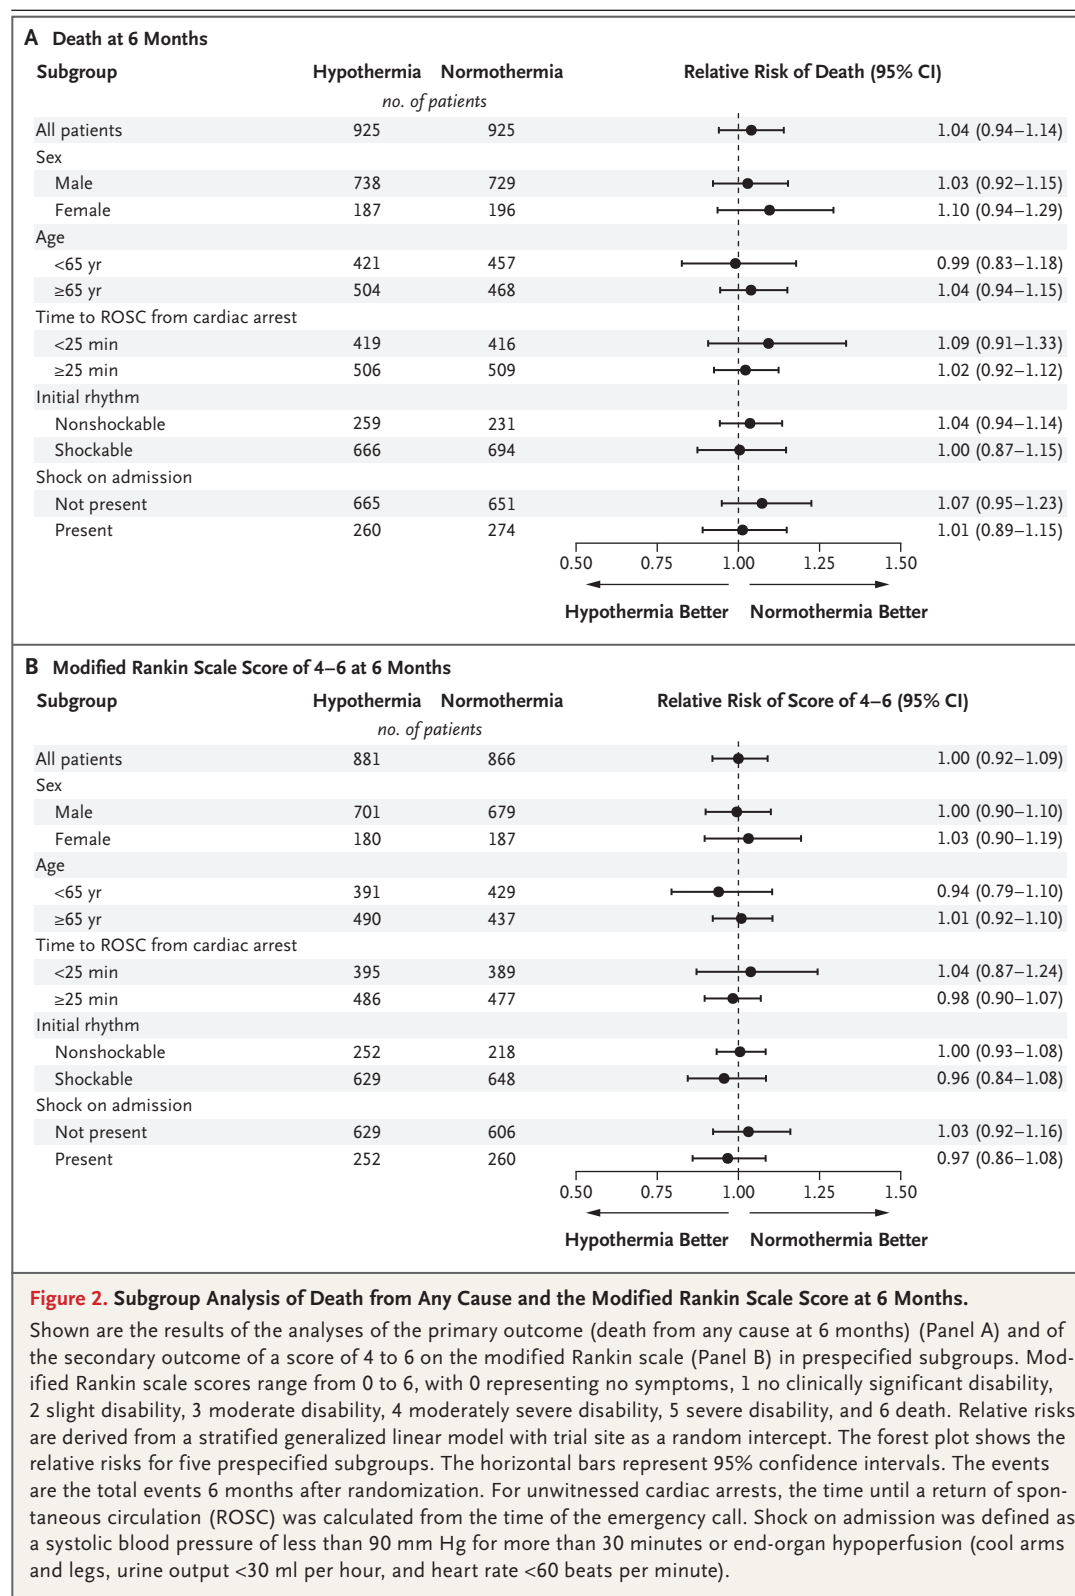 A Death at 6 Months
Subgroup Hypothermia Normothermia Relative Risk of Death (95% CI)
no. of patients
All patients 925 925 1.04 (0.94–1.14)
Sex
Male 738 729 1.03 (0.92–1.15)
Female 187 196 1.10 (0.94–1.29)
Age
<65 yr 421 457 0.99 (0.83–1.18)
≥65 yr 504 468 1.04 (0.94–1.15)
Time to ROSC from cardiac arrest
<25 min 419 416 1.09 (0.91–1.33)
≥25 min 506 509 1.02 (0.92–1.12)
Initial rhythm
Nonshockable 259 231 1.04 (0.94–1.14)
Shockable 666 694 1.00 (0.87–1.15)
Shock on admission
Not present 665 651 1.07 (0.95–1.23)
Present 260 274 1.01 (0.89–1.15)
0.50 0.75 1.00 1.25 1.50
Hypothermia Better Normothermia Better
B Modified Rankin Scale Score of 4–6 at 6 Months
Subgroup Hypothermia Normothermia Relative Risk of Score of 4–6 (95% CI)
no. of patients
All patients 881 866 1.00 (0.92–1.09)
Sex
Male 701 679 1.00 (0.90–1.10)
Female 180 187 1.03 (0.90–1.19)
Age
<65 yr 391 429 0.94 (0.79–1.10)
≥65 yr 490 437 1.01 (0.92–1.10)
Time to ROSC from cardiac arrest
<25 min 395 389 1.04 (0.87–1.24)
≥25 min 486 477 0.98 (0.90–1.07)
Initial rhythm
Nonshockable 252 218 1.00 (0.93–1.08)
Shockable 629 648 0.96 (0.84–1.08)
Shock on admission
Not present 629 606 1.03 (0.92–1.16)
Present 252 260 0.97 (0.86–1.08)
0.50 0.75 1.00 1.25 1.50
Hypothermia Better Normothermia Better
Figure 2. Subgroup Analysis of Death from Any Cause and the Modified Rankin Scale Score at 6 Months.
Shown are the results of the analyses of the primary outcome (death from any cause at 6 months) (Panel A) and of
the secondary outcome of a score of 4 to 6 on the modified Rankin scale (Panel B) in prespecified subgroups. Mod-
ified Rankin scale scores range from 0 to 6, with 0 representing no symptoms, 1 no clinically significant disability,
2 slight disability, 3 moderate disability, 4 moderately severe disability, 5 severe disability, and 6 death. Relative risks
are derived from a stratified generalized linear model with trial site as a random intercept. The forest plot shows the
relative risks for five prespecified subgroups. The horizontal bars represent 95% confidence intervals. The events
are the total events 6 months after randomization. For unwitnessed cardiac arrests, the time until a return of spon-
taneous circulation (ROSC) was calculated from the time of the emergency call. Shock on admission was defined as
a systolic blood pressure of less than 90 mm Hg for more than 30 minutes or end-organ hypoperfusion (cool arms
and legs, urine output <30 ml per hour, and heart rate <60 beats per minute).